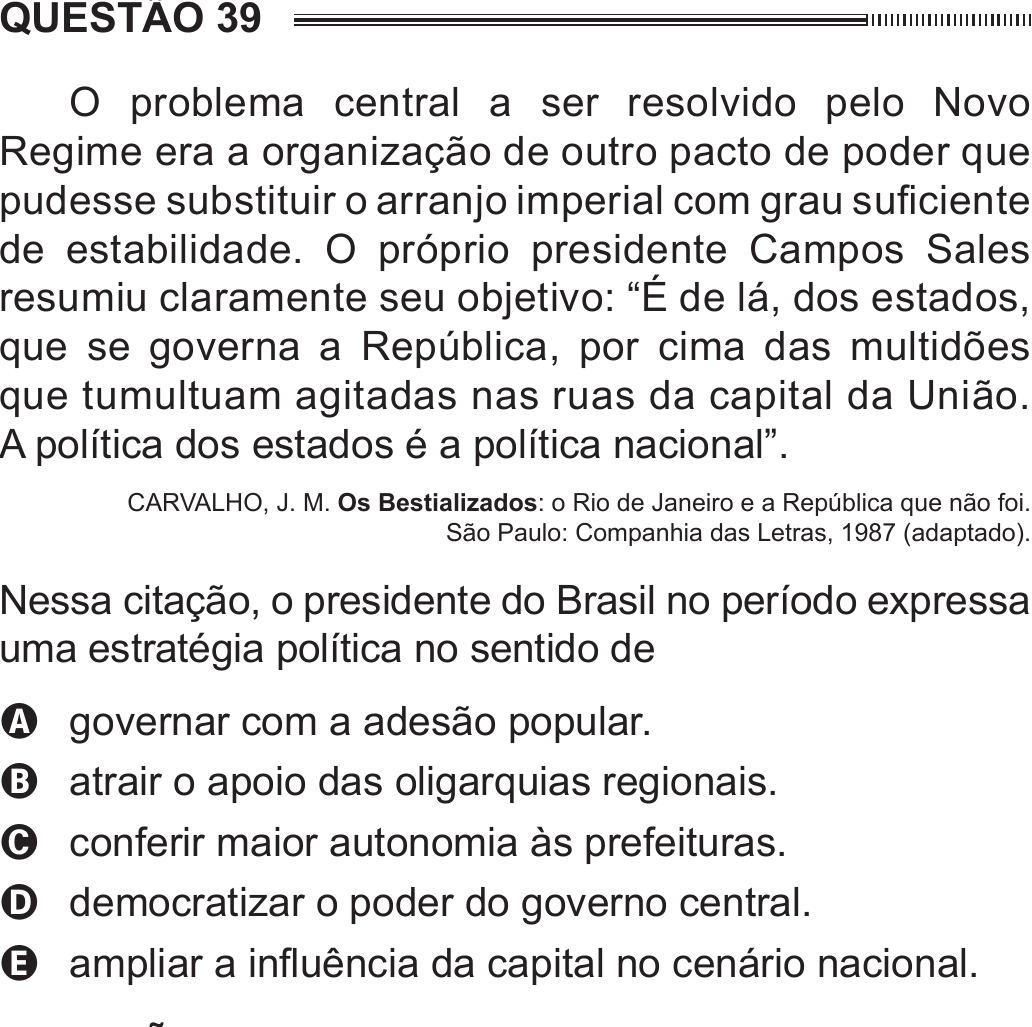 QUESTÃO 39
O problema central a ser resolvido pelo Novo
Regime era a organização de outro pacto de poder que
pudesse substituir o arranjo imperial com grau suficiente
de estabilidade. O próprio presidente Campos Sales
resumiu claramente seu objetivo: “É de lá, dos estados,
que se governa a República, por cima das multidões
que tumultuam agitadas nas ruas da capital da União.
A política dos estados é a política nacional”.
CARVALHO, J. M. Os Bestializados: o Rio de Janeiro e a República que não foi.
São Paulo: Companhia das Letras, 1987 (adaptado).
Nessa citação, o presidente do Brasil no período expressa
uma estratégia política no sentido de
A governar com a adesão popular.
B atrair o apoio das oligarquias regionais.
C conferir maior autonomia às prefeituras.
D democratizar o poder do governo central.
E ampliar a influência da capital no cenário nacional.